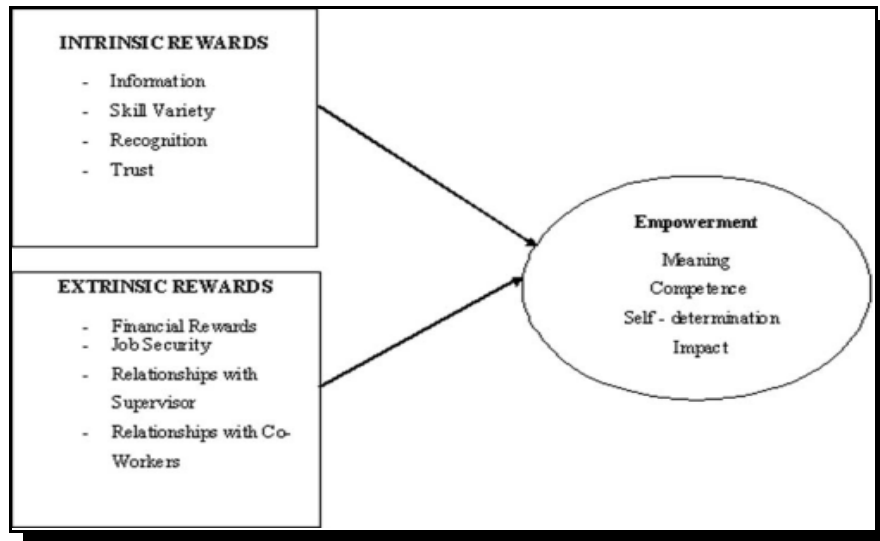 INTRINSIC REWARDS
- Information
- Skill Variety
- Recognition
- Trust
EXTRINSIC REWARDS
- Financial Rewards
- Job Security
- Relationships with
Supervisor
- Relationships with Co-
Workers
Empowerment
Meaning
Competence
Self - determination
Impact